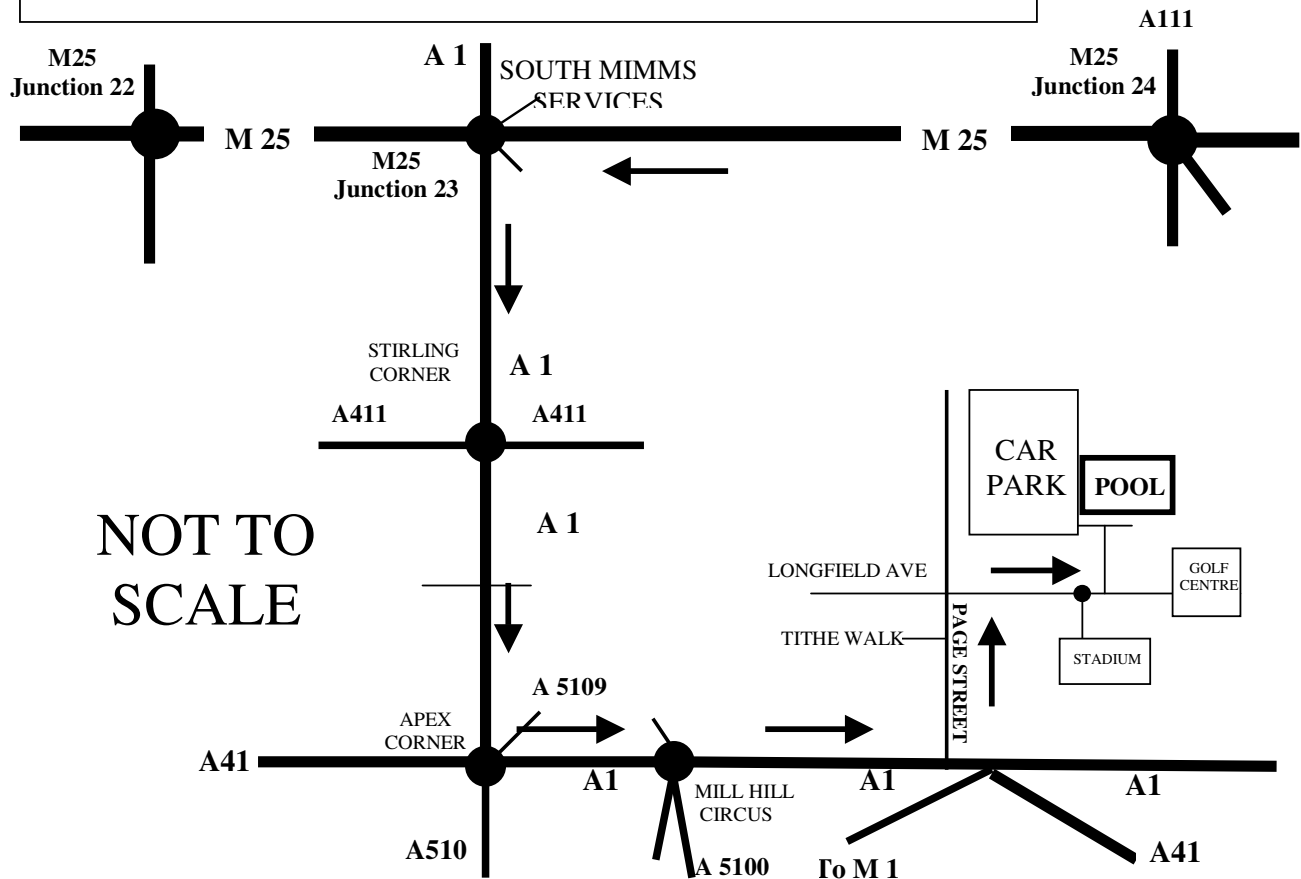 A111
M25
Junction 22
A 1
SOUTH MIMMS
SERVICES
M25
Junction 24
M 25
M 25
M25
Junction 23
STIRLING
CORNER
A 1
A411
A411
CAR
PARK
POOL
NOT TO
SCALE
A 1
LONGFIELD AVE
GOLF
CENTRE
TITHE WALK
PAGE STREET
STADIUM
A 5109
APEX
CORNER
A41
A1
MILL HILL
CIRCUS
A1
A1
A510
A 5100
To M 1
A41